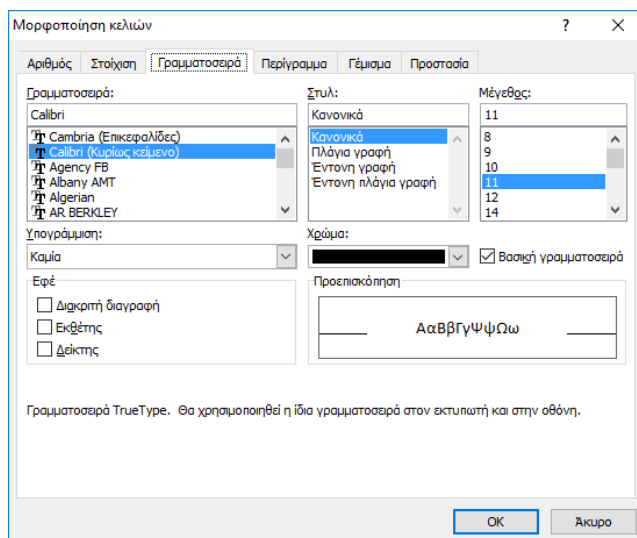 Μορφοποίηση κελιών ? ✕
Αριθμός Στοίχιση Γραμματοσειρά Περίγραμμα Γέμισμα Προστασία
Γραμματοσειρά: Στυλ: Μέγεθος:
Calibri Κανονικά 11
Cambria (Επικεφαλίδες) Κανονικά 8
Calibri (Κυρίως κείμενο) Πλάγια γραφή 9
Agency FB Έντονη γραφή 10
Albany AMT Έντονη πλάγια γραφή 11
Algerian 12
AR BERKLEY 14
Υπογράμμιση: Χρώμα:
Καμία Βασική γραμματοσειρά
Εφέ Προεπισκόπηση
Διακριτή διαγραφή
Εκθέτης ΑαΒβΓγΨψΩω
Δείκτης
Γραμματοσειρά TrueType. Θα χρησιμοποιηθεί η ίδια γραμματοσειρά στον εκτυπωτή και στην οθόνη.
OK Άκυρο